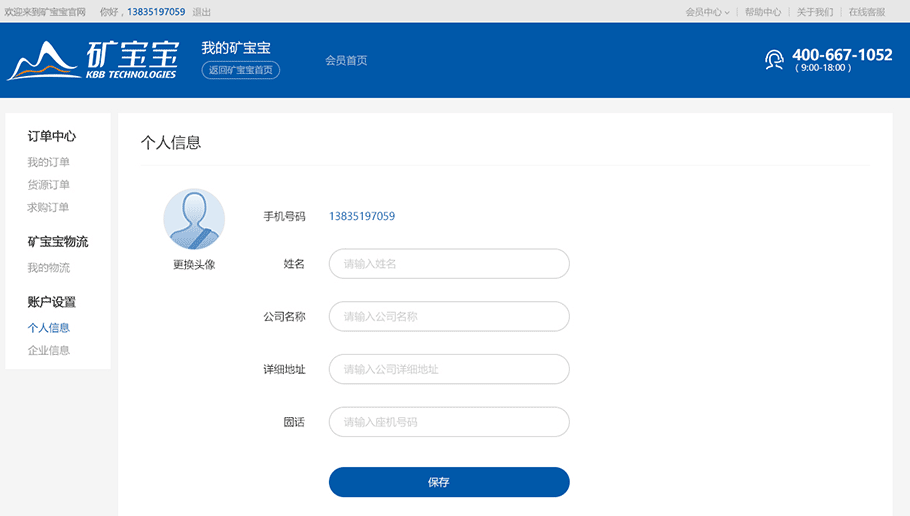 欢迎来到矿宝宝官网 你好，13835197059 退出
会员中心 帮助中心 关于我们 在线客服
矿宝宝
KBB TECHNOLOGIES
我的矿宝宝
返回矿宝宝首页
会员首页
400-667-1052
( 9:00-18:00 )
订单中心
我的订单
货源订单
求购订单
矿宝宝物流
我的物流
账户设置
个人信息
企业信息
个人信息
更换头像
手机号码 13835197059
姓名 请输入姓名
公司名称 请输入公司名称
详细地址 请输入公司详细地址
固话 请输入座机号码
保存